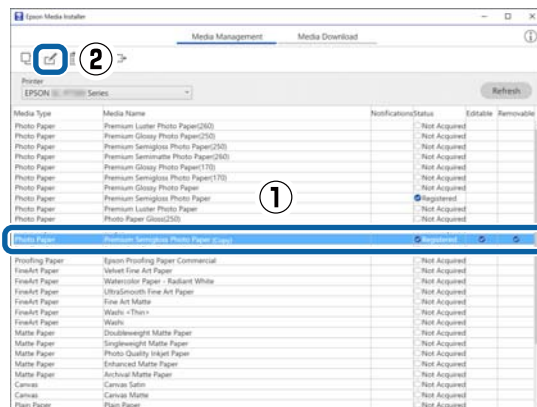 Epson Media Installer
Media Management Media Download
②
Printer
EPSON Series
Refresh
Media Type Media Name Notifications Status Editable Removable
Photo Paper Premium Luster Photo Paper(260) Not Acquired
Photo Paper Premium Glossy Photo Paper(250) Not Acquired
Photo Paper Premium Semigloss Photo Paper(250) Not Acquired
Photo Paper Premium Semimatte Photo Paper(260) Not Acquired
Photo Paper Premium Glossy Photo Paper(170) Not Acquired
Photo Paper Premium Semigloss Photo Paper(170) Not Acquired
Photo Paper Premium Glossy Photo Paper Not Acquired
Photo Paper Premium Semigloss Photo Paper Registered
Photo Paper Premium Luster Photo Paper Not Acquired
Photo Paper Photo Paper Gloss(250) Not Acquired
①
Photo Paper Premium Semigloss Photo Paper (Copy) Registered
Proofing Paper Epson Proofing Paper Commercial Not Acquired
FineArt Paper Velvet Fine Art Paper Not Acquired
FineArt Paper Watercolor Paper - Radiant White Not Acquired
FineArt Paper UltraSmooth Fine Art Paper Not Acquired
FineArt Paper Fine Art Matte Not Acquired
FineArt Paper Washi <Thin> Not Acquired
FineArt Paper Washi Not Acquired
Matte Paper Doubleweight Matte Paper Not Acquired
Matte Paper Singleweight Matte Paper Not Acquired
Matte Paper Photo Quality Inkjet Paper Not Acquired
Matte Paper Enhanced Matte Paper Not Acquired
Matte Paper Archival Matte Paper Not Acquired
Canvas Canvas Satin Not Acquired
Canvas Canvas Matte Not Acquired
Plain Paper Plain Paper Not Acquired